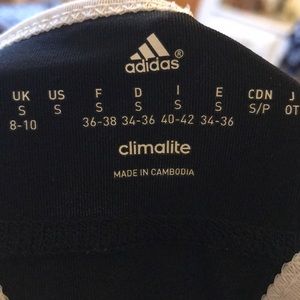 adidas®
UK US F D I E CDN J
S S S S S S S/P OT
8-10 36-38 34-36 40-42 34-36
climalite
MADE IN CAMBODIA